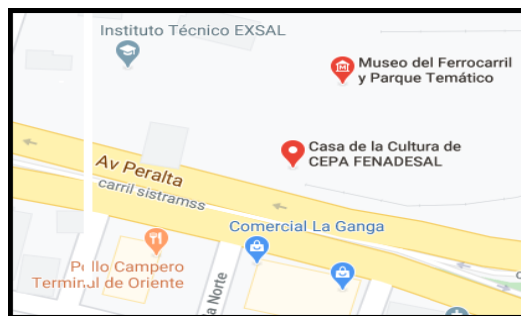 Instituto Técnico EXSAL
Museo del Ferrocarril
y Parque Temático
Casa de la Cultura de
CEPA FENADESAL
Av Peralta
carril sistramss
Comercial La Ganga
Pollo Campero
Terminal de Oriente
Norte